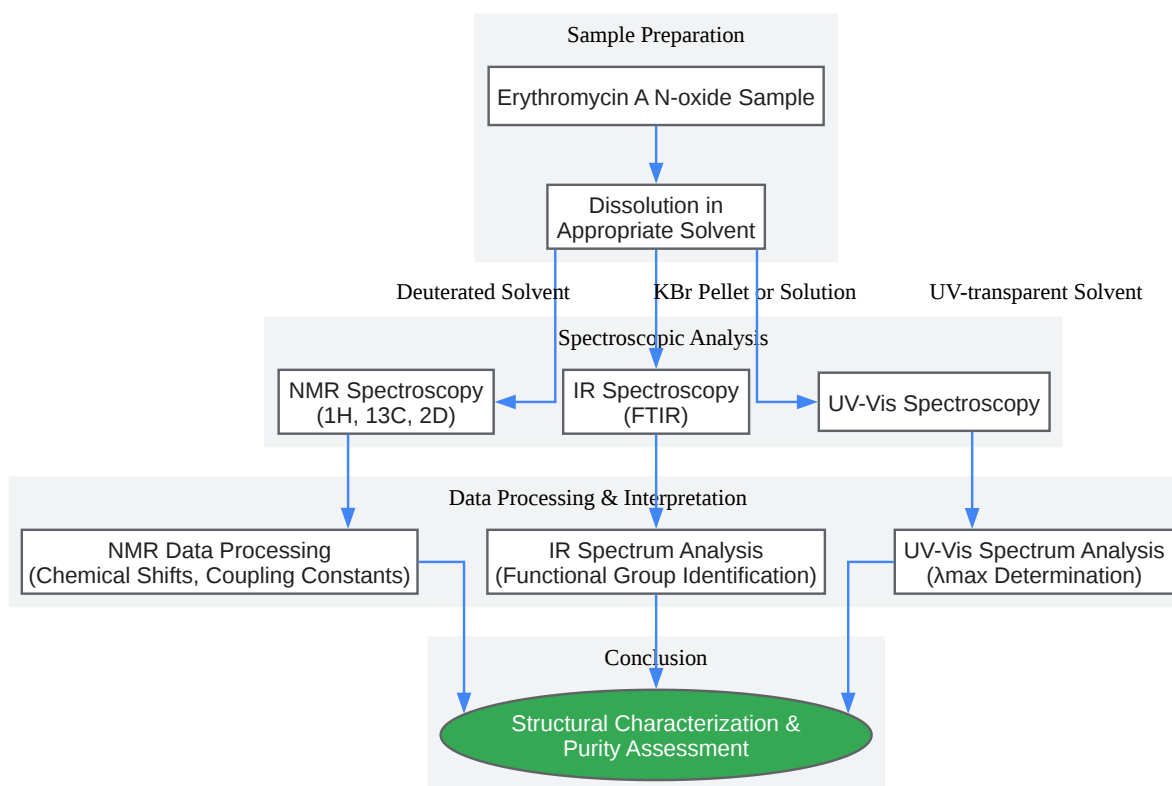 Sample Preparation
Erythromycin A N-oxide Sample
Dissolution in
Appropriate Solvent
Deuterated Solvent
KBr Pellet or Solution
UV-transparent Solvent
Spectroscopic Analysis
NMR Spectroscopy
(1H, 13C, 2D)
IR Spectroscopy
(FTIR)
UV-Vis Spectroscopy
Data Processing & Interpretation
NMR Data Processing
(Chemical Shifts, Coupling Constants)
IR Spectrum Analysis
(Functional Group Identification)
UV-Vis Spectrum Analysis
(λmax Determination)
Conclusion
Structural Characterization &
Purity Assessment